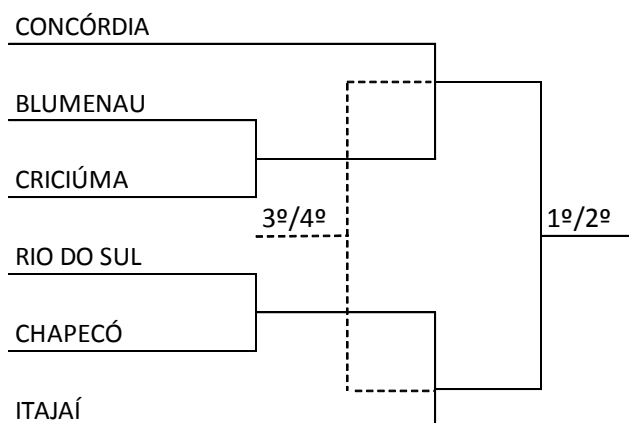 CONCÓRDIA
BLUMENAU
CRICIÚMA
3º/4º
1º/2º
RIO DO SUL
CHAPECÓ
ITAJAÍ